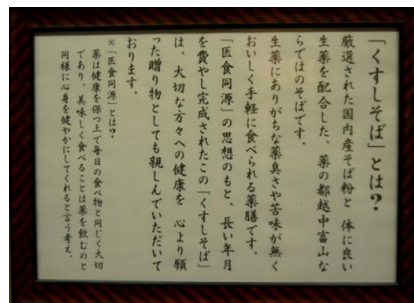 「くすしそば」とは？
厳選された国内産そば粉と 体に良い
生薬を配合した、薬の都越中富山な
らではのそばです。
生薬にありがちな薬臭さや苦味が無く
おいしく手軽に食べられる薬膳です。
「医食同源」の思想のもと、長い年月
を費やし完成されたこの「くすしそば」
は、大切な方々への健康を 心より願
った贈り物としても親しんでいただいて
おります。
※「医食同源」とは？
薬は健康を保つ上で毎日の食べ物と同じく大切
であり、美味しく食べることは薬を飲むのと
同様に心身を健やかにしてくれると言う考え。